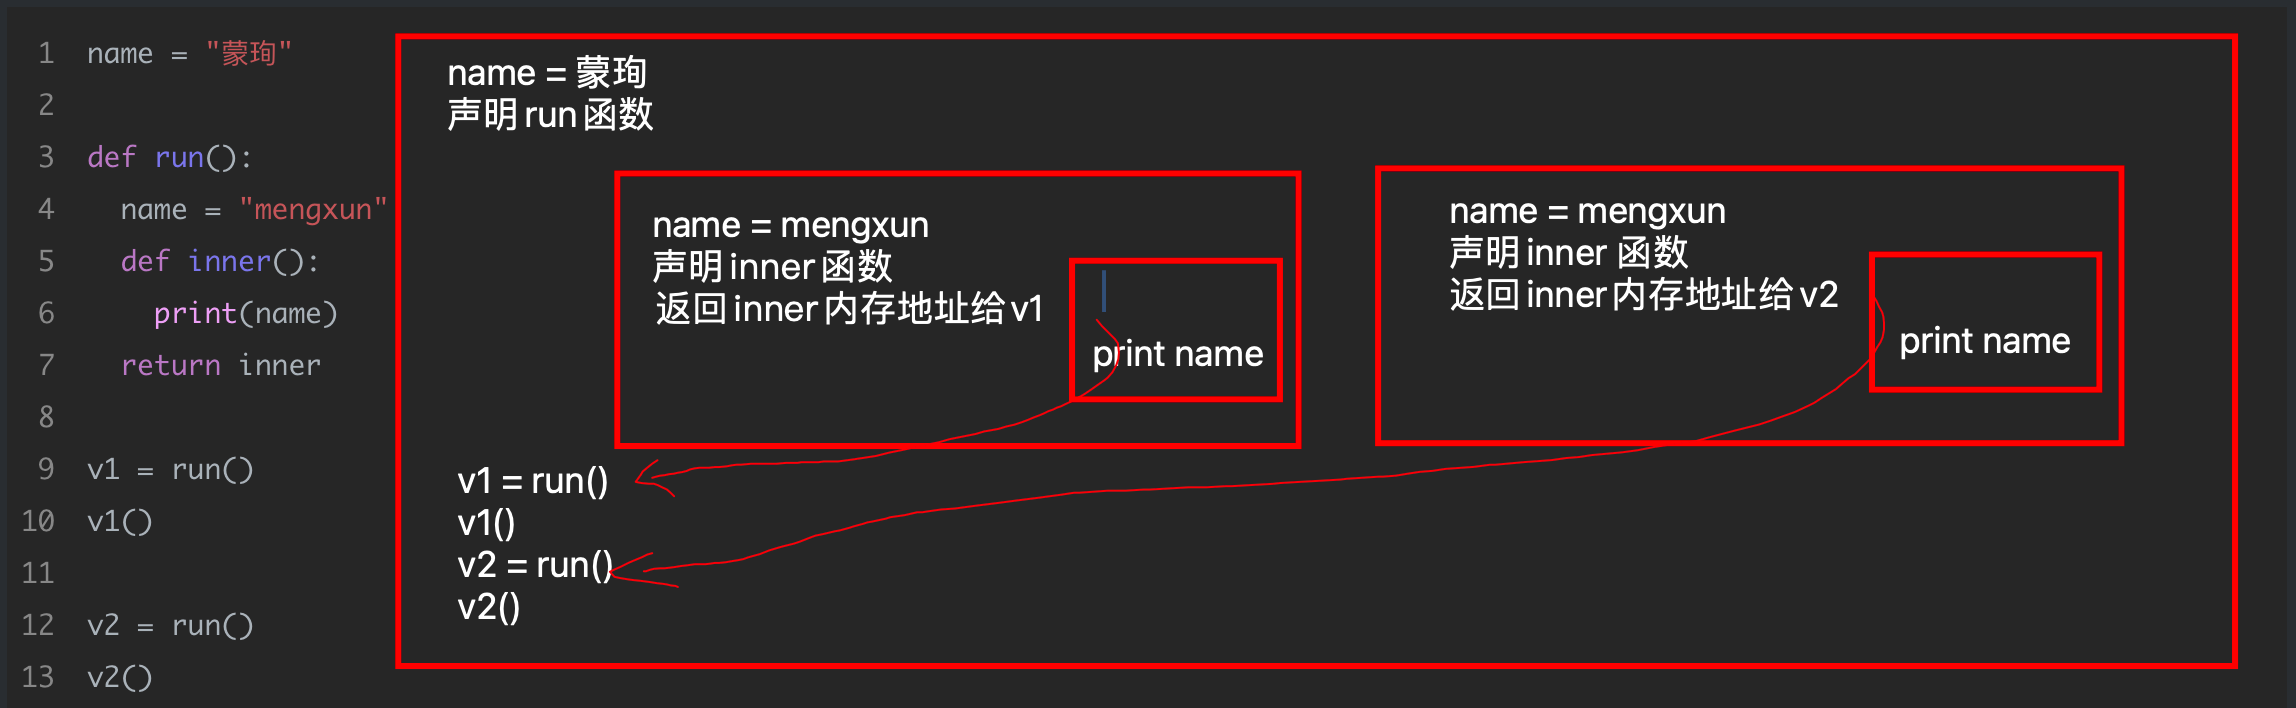 1 name = "蒙珣"
2
3 def run():
4 name = "mengxun"
5 def inner():
6 print(name)
7 return inner
8
9 v1 = run()
10 v1()
11
12 v2 = run()
13 v2()
name = 蒙珣
声明 run 函数
name = mengxun
声明 inner 函数
返回 inner 内存地址给 v1
print name
name = mengxun
声明 inner 函数
返回 inner 内存地址给 v2
print name
v1 = run()
v1()
v2 = run()
v2()